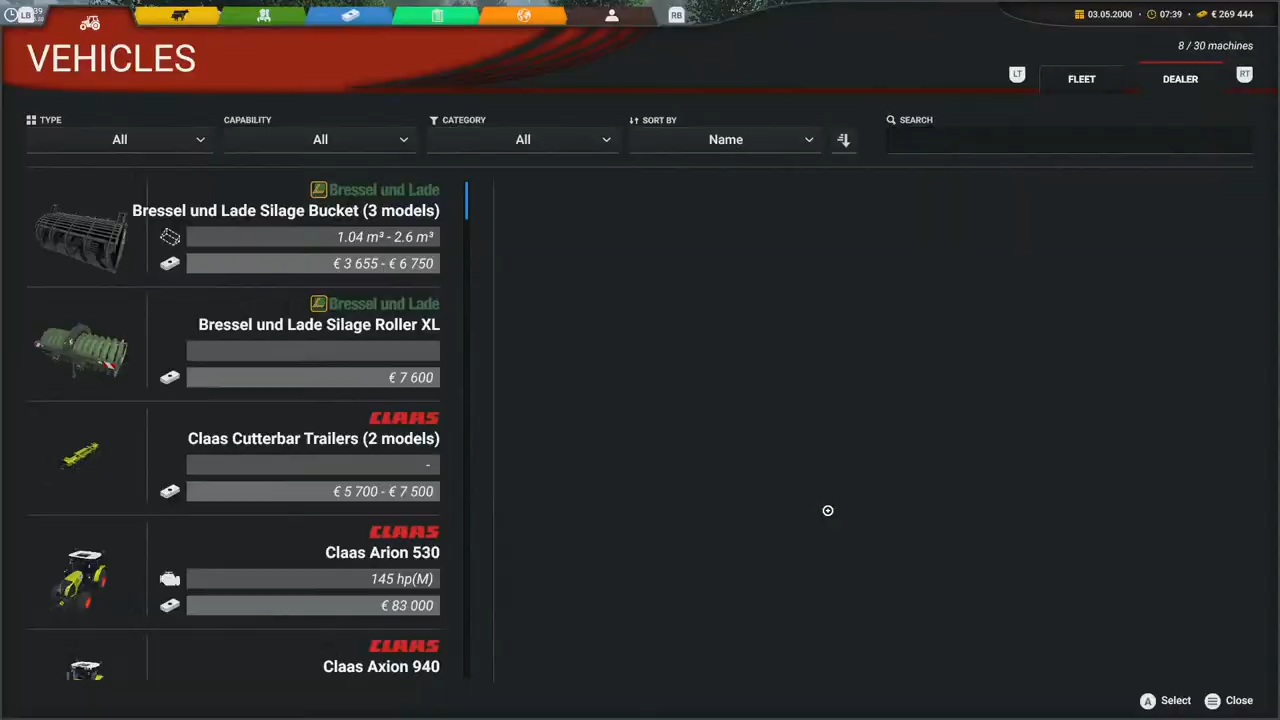 LB
RB
03.05.2000
07:39
€ 269 444
VEHICLES
8 / 30 machines
LT
FLEET
DEALER
RT
TYPE
CAPABILITY
CATEGORY
SORT BY
SEARCH
All
All
All
Name
Bressel und Lade
Bressel und Lade Silage Bucket (3 models)
1.04 m³ - 2.6 m³
€ 3 655 - € 6 750
Bressel und Lade
Bressel und Lade Silage Roller XL
€ 7 600
CLAAS
Claas Cutterbar Trailers (2 models)
-
€ 5 700 - € 7 500
CLAAS
Claas Arion 530
145 hp(M)
€ 83 000
CLAAS
Claas Axion 940
A Select
Close